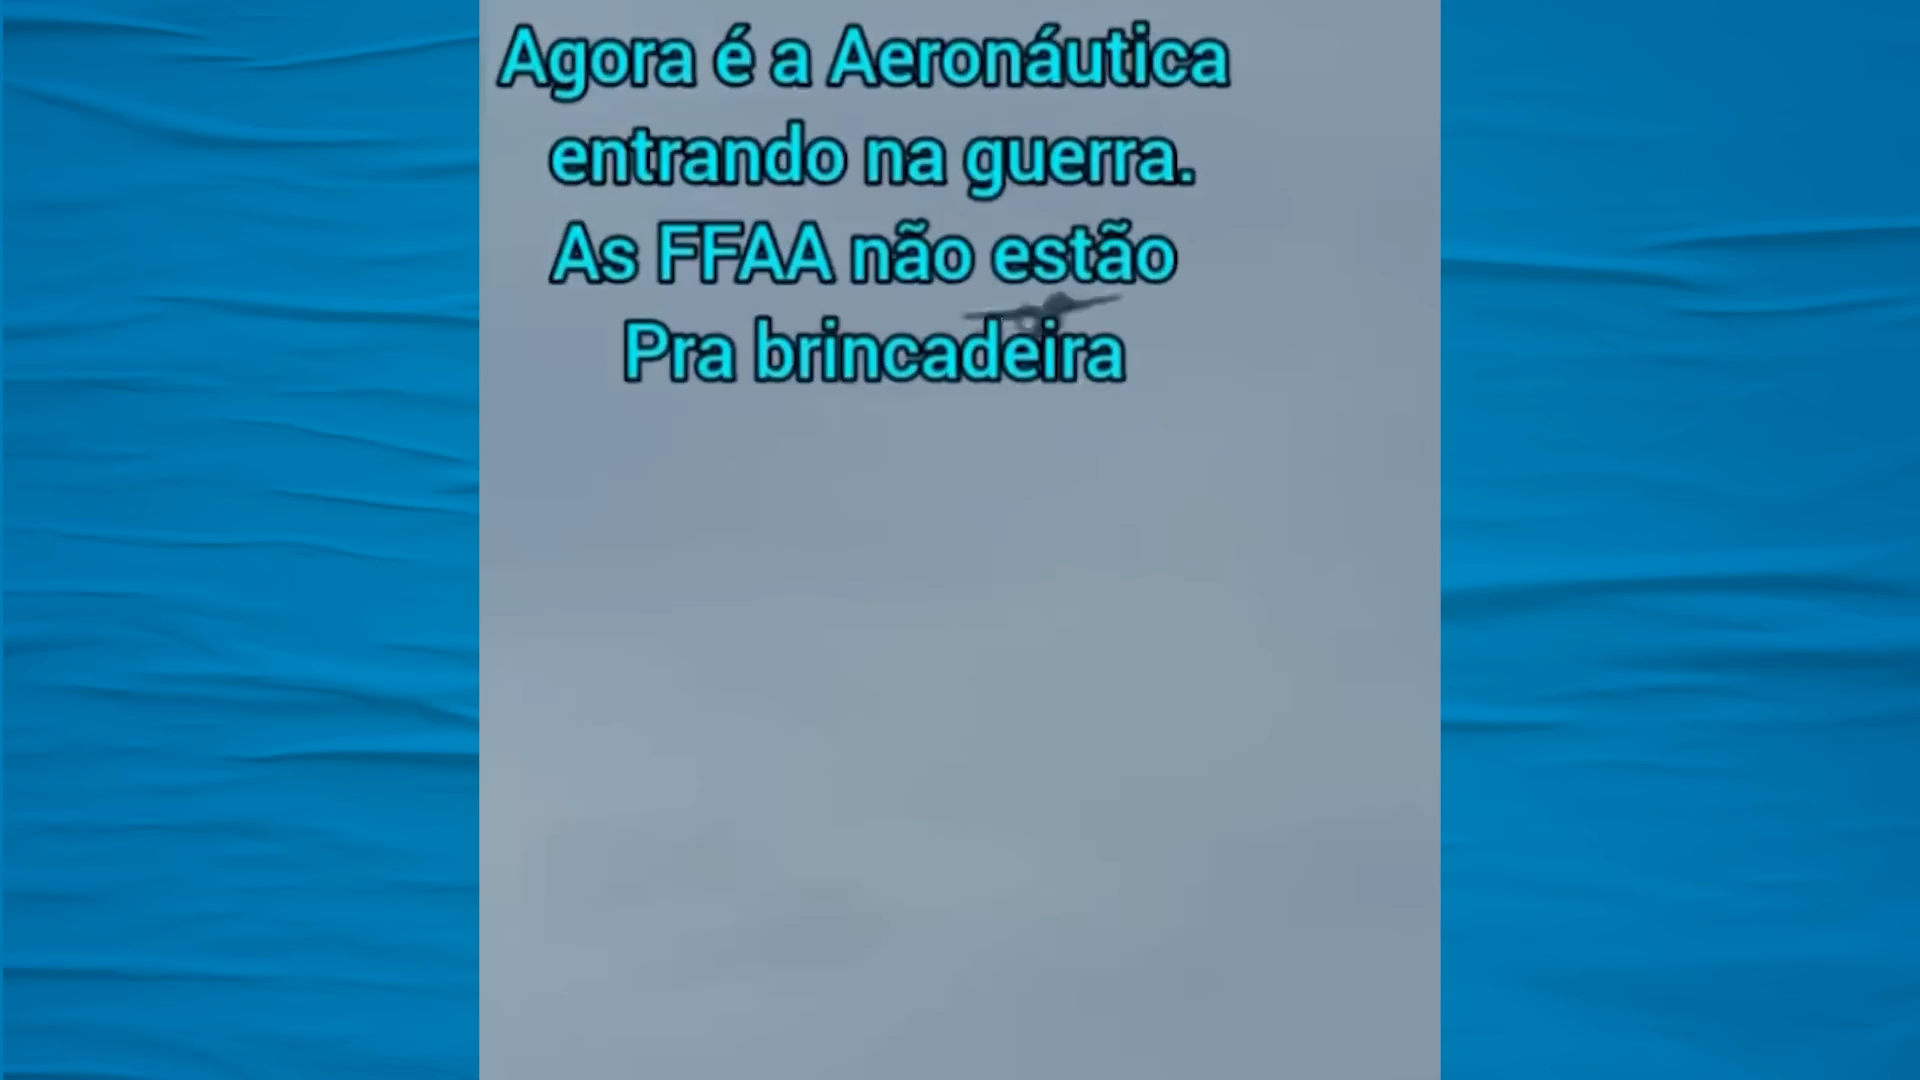 Agora é a Aeronáutica
entrando na guerra.
As FFAA não estão
Pra brincadeira